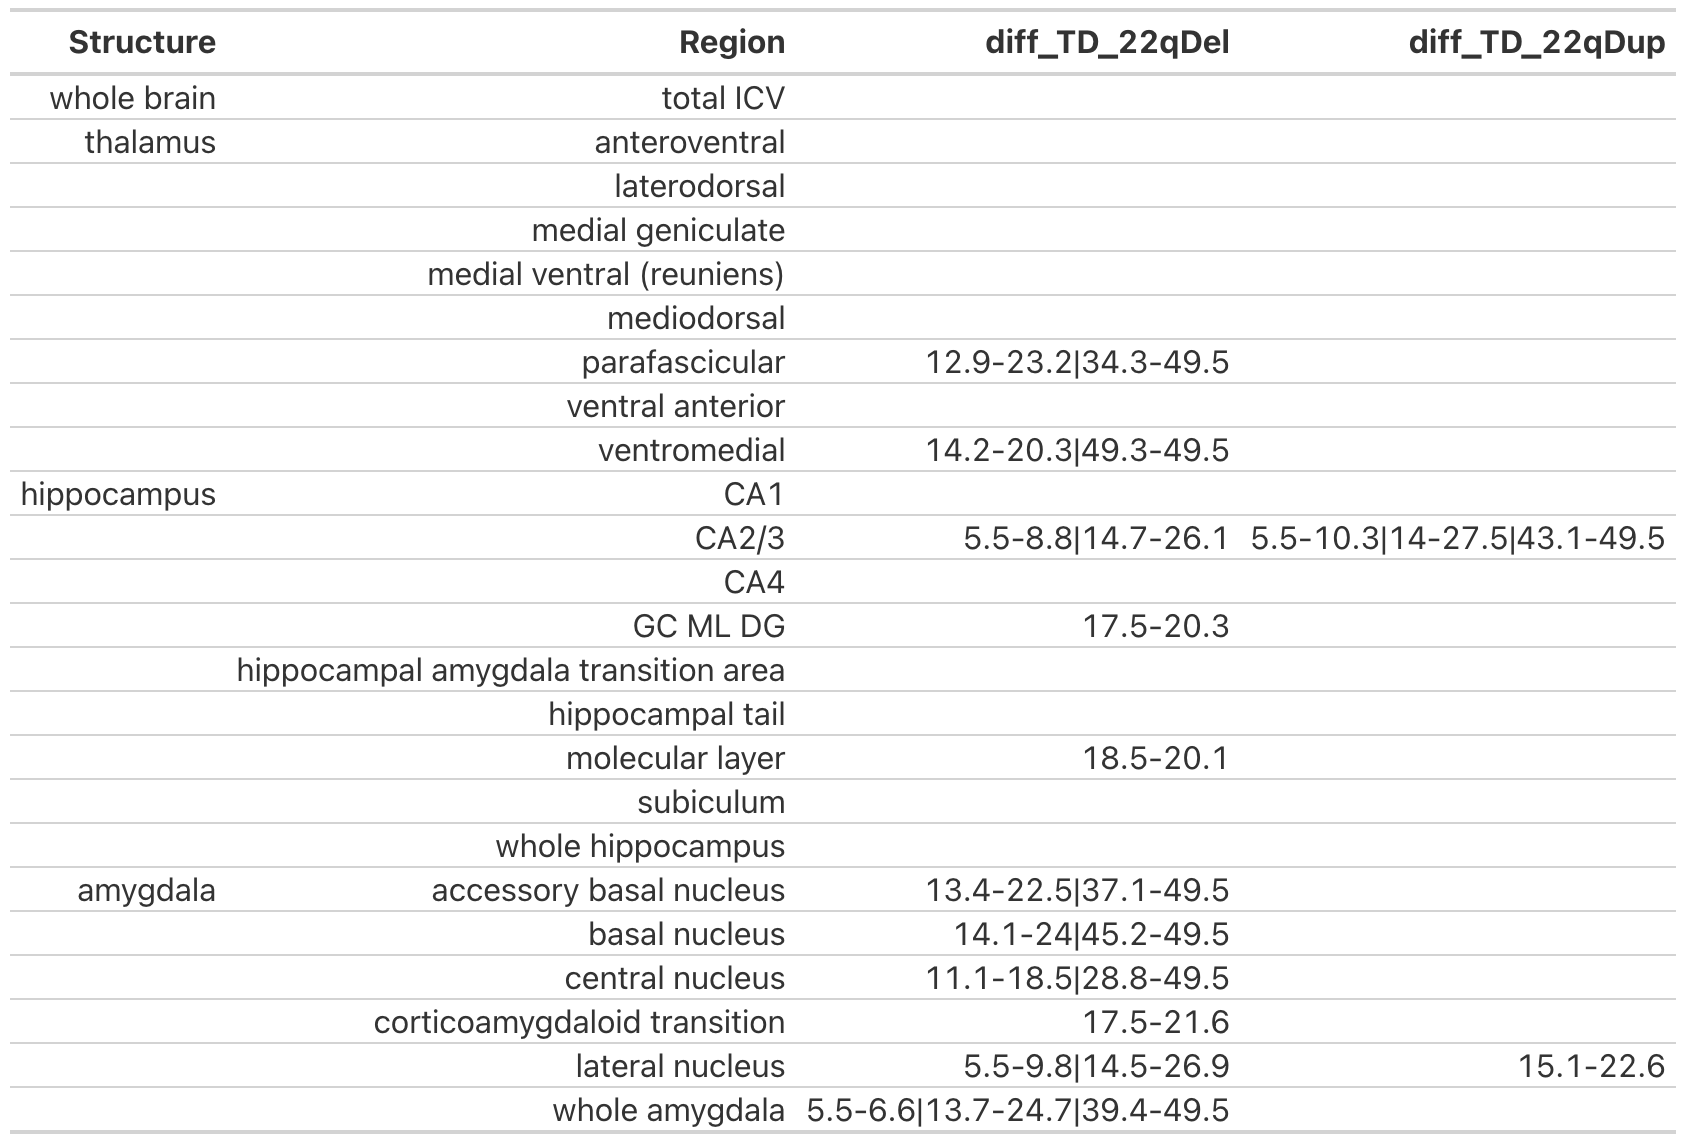 Structure Region diff_TD_22qDel diff_TD_22qDup
whole brain total ICV
thalamus anteroventral
laterodorsal
medial geniculate
medial ventral (reuniens)
mediodorsal
parafascicular 12.9-23.2|34.3-49.5
ventral anterior
ventromedial 14.2-20.3|49.3-49.5
hippocampus CA1
CA2/3 5.5-8.8|14.7-26.1 5.5-10.3|14-27.5|43.1-49.5
CA4
GC ML DG 17.5-20.3
hippocampal amygdala transition area
hippocampal tail
molecular layer 18.5-20.1
subiculum
whole hippocampus
amygdala accessory basal nucleus 13.4-22.5|37.1-49.5
basal nucleus 14.1-24|45.2-49.5
central nucleus 11.1-18.5|28.8-49.5
corticoamygdaloid transition 17.5-21.6
lateral nucleus 5.5-9.8|14.5-26.9 15.1-22.6
whole amygdala 5.5-6.6|13.7-24.7|39.4-49.5